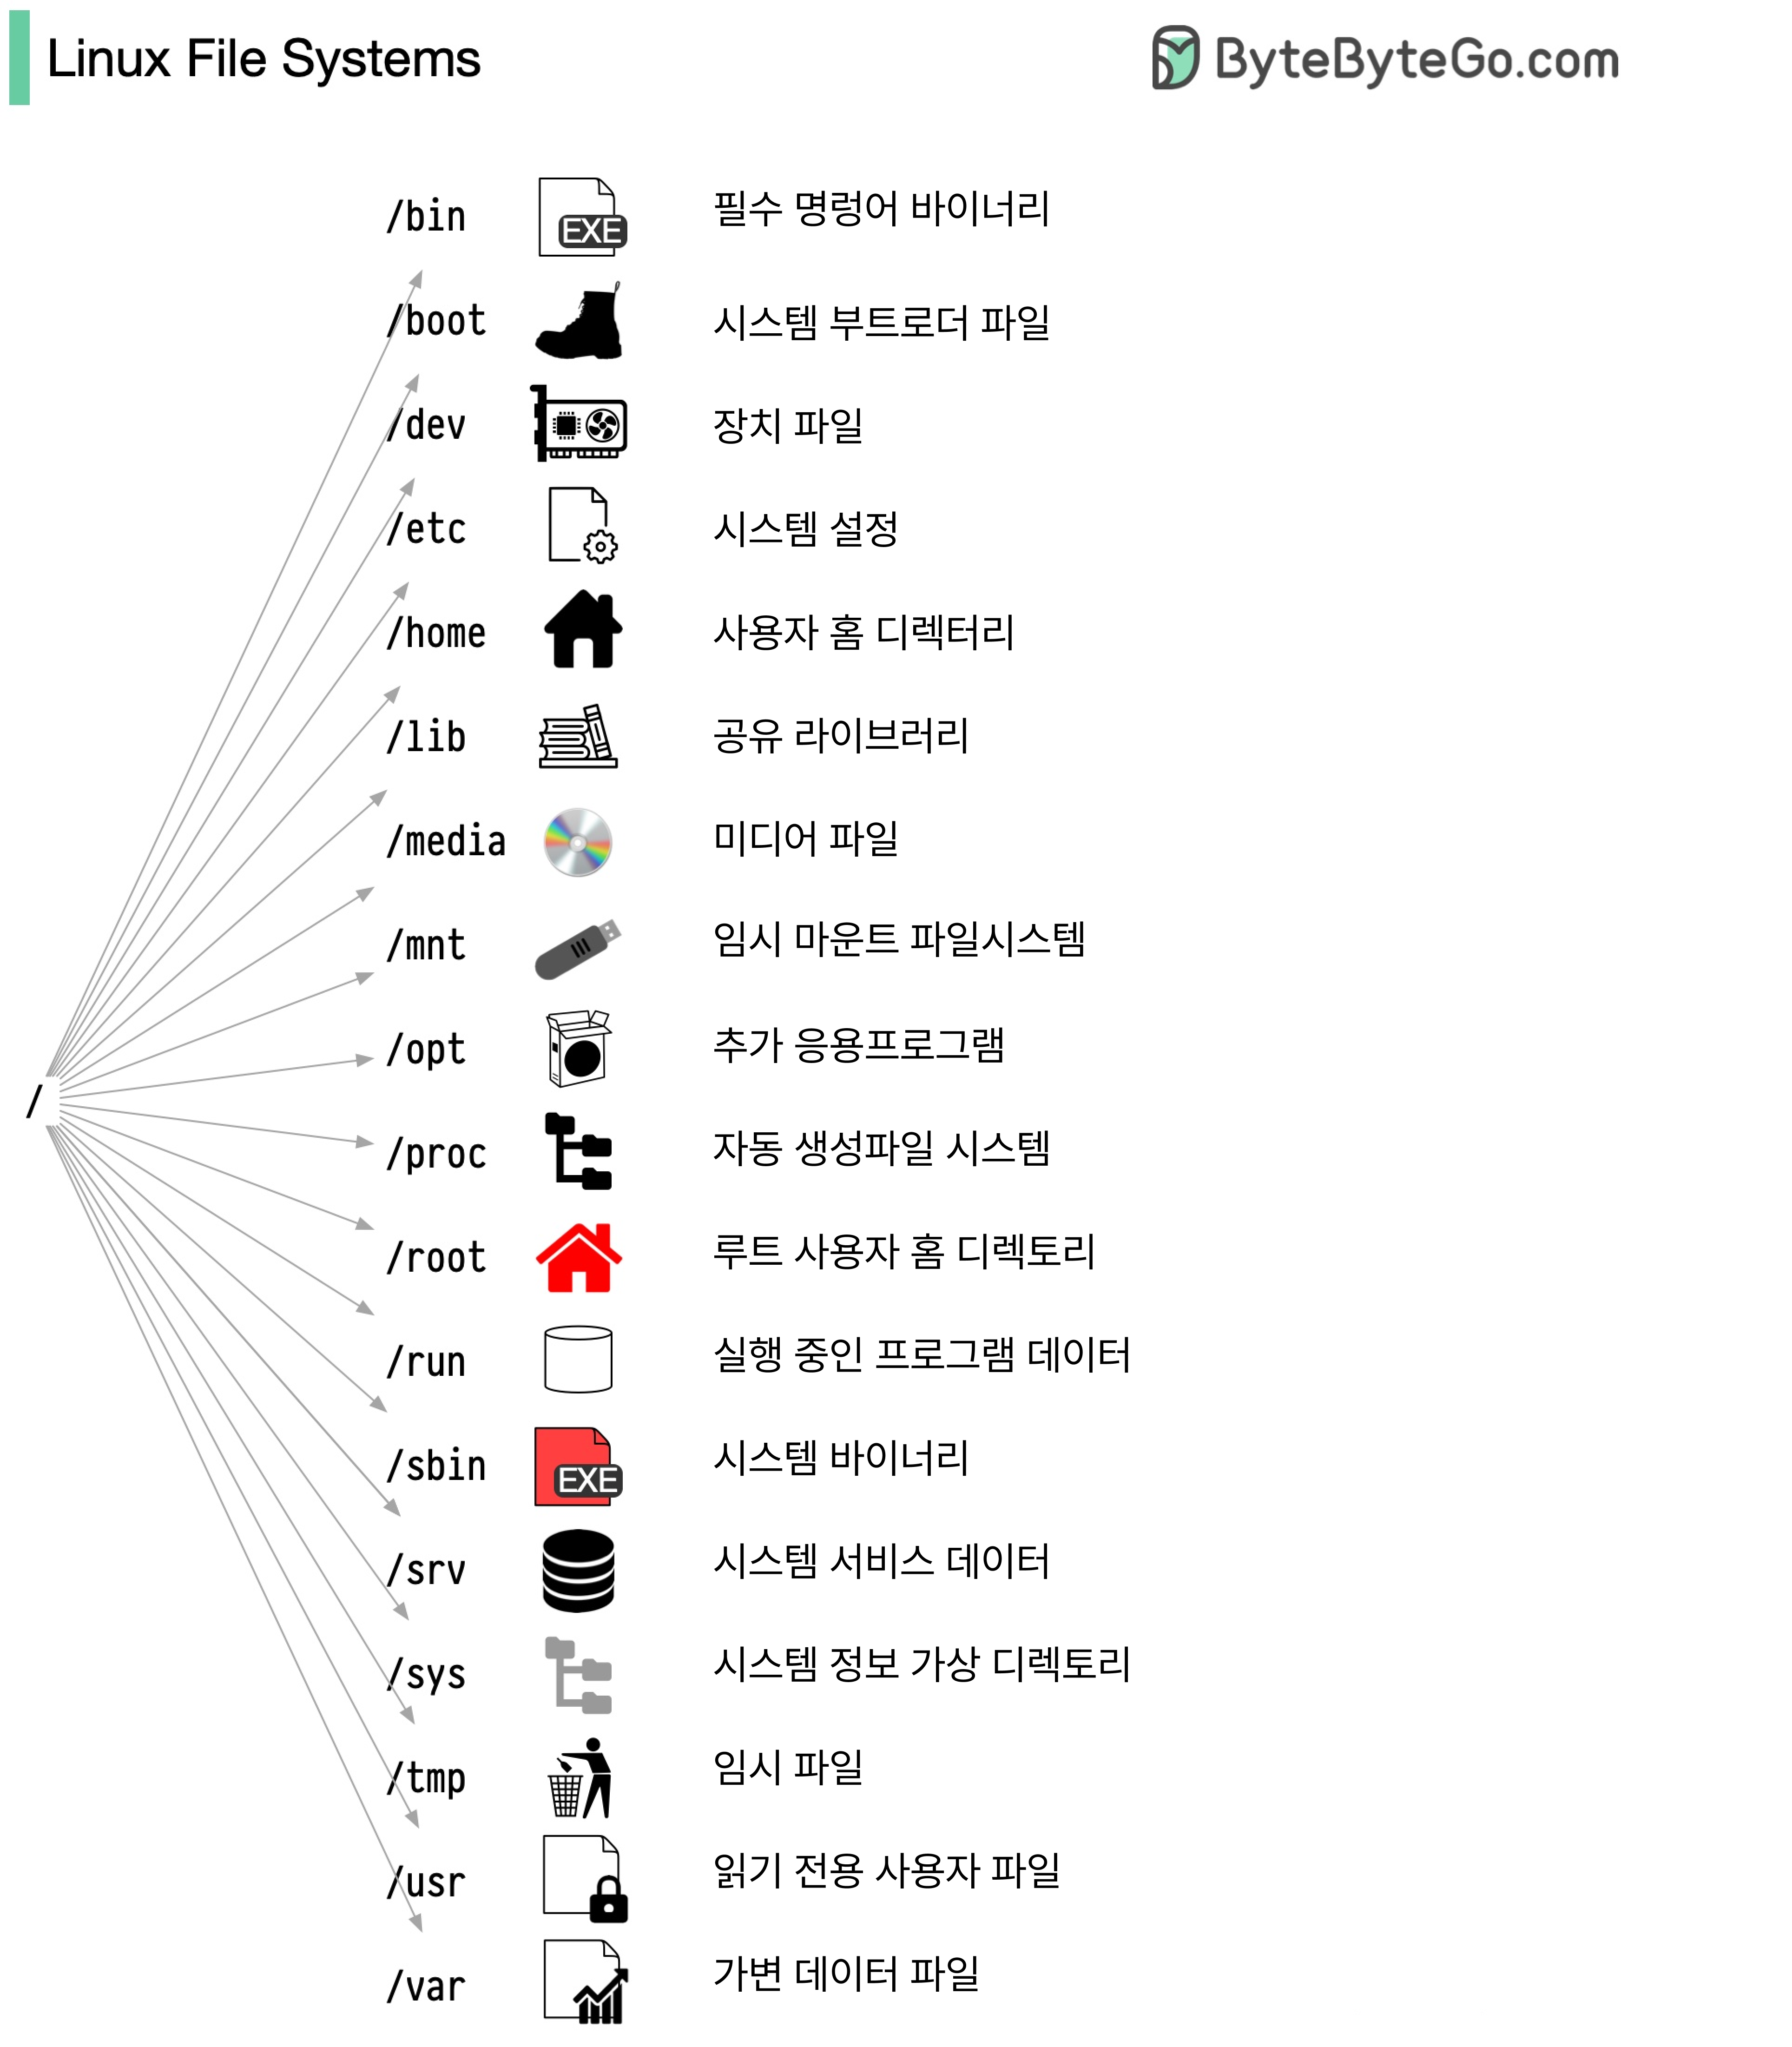 Linux File Systems
ByteByteGo.com
/bin EXE 필수 명렁어 바이너리
/boot 시스템 부트로더 파일
/dev 장치 파일
/etc 시스템 설정
/home 사용자 홈 디렉터리
/lib 공유 라이브러리
/media 미디어 파일
/mnt 임시 마운트 파일시스템
/opt 추가 응용프로그램
/
/proc 자동 생성파일 시스템
/root 루트 사용자 홈 디렉토리
/run 실행 중인 프로그램 데이터
/sbin EXE 시스템 바이너리
/srv 시스템 서비스 데이터
/sys 시스템 정보 가상 디렉토리
/tmp 임시 파일
/usr 읽기 전용 사용자 파일
/var 가변 데이터 파일